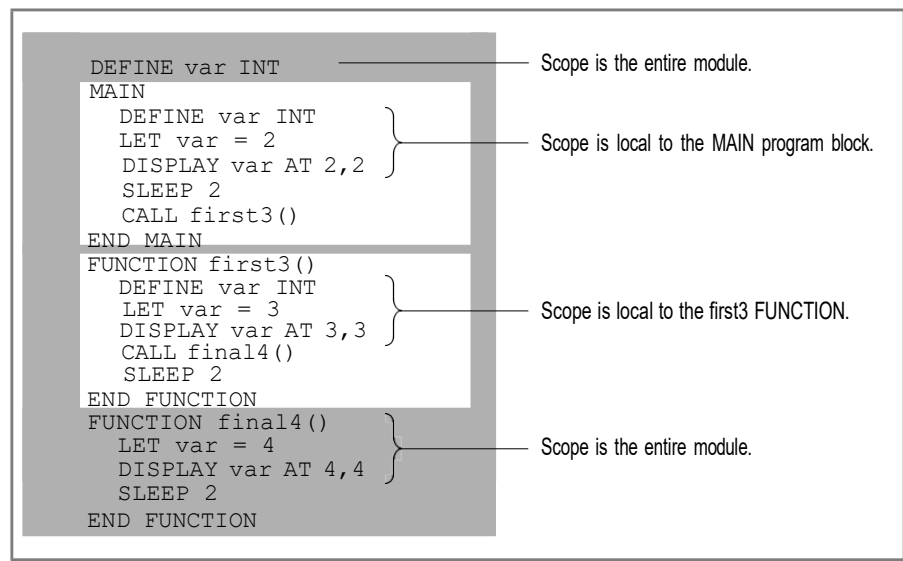 DEFINE var INT
Scope is the entire module.
MAIN
DEFINE var INT
LET var = 2
Scope is local to the MAIN program block.
DISPLAY var AT 2,2
SLEEP 2
CALL first3()
END MAIN
FUNCTION first3()
DEFINE var INT
LET var = 3
Scope is local to the first3 FUNCTION.
DISPLAY var AT 3,3
CALL final4()
SLEEP 2
END FUNCTION
FUNCTION final4()
LET var = 4
Scope is the entire module.
DISPLAY var AT 4,4
SLEEP 2
END FUNCTION